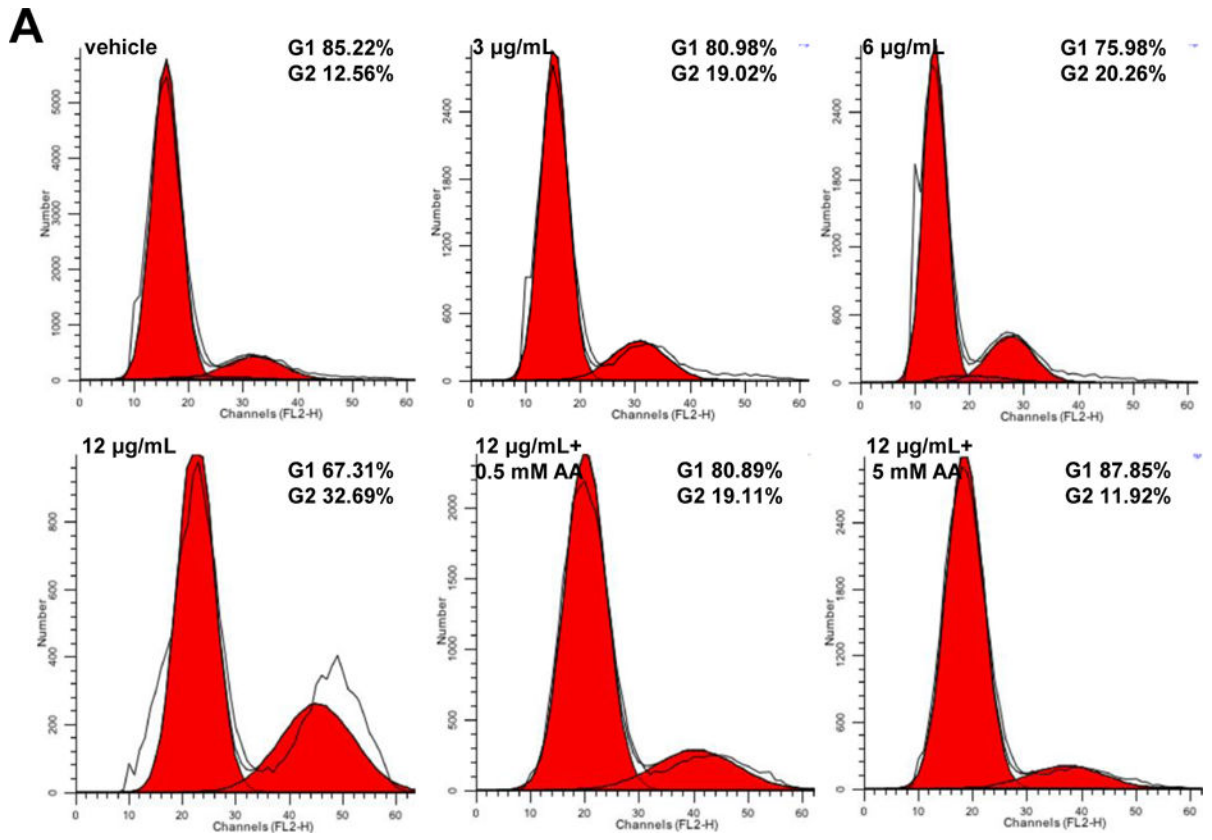 A
vehicle
G1 85.22%
G2 12.56%
Number
0
1000
2000
3000
4000
5000
0 10 20 30 40 50 60
Channels (FL2-H)
3 µg/mL
G1 80.98%
G2 19.02%
Number
0
600
1200
1800
2400
0 10 20 30 40 50 60
Channels (FL2-H)
6 µg/mL
G1 75.98%
G2 20.26%
Number
0
600
1200
1800
2400
0 10 20 30 40 50 60
Channels (FL2-H)
12 µg/mL
G1 67.31%
G2 32.69%
Number
0
200
400
600
800
0 10 20 30 40 50 60
Channels (FL2-H)
12 µg/mL+
0.5 mM AA
G1 80.89%
G2 19.11%
Number
0
500
1000
1500
2000
0 10 20 30 40 50 60
Channels (FL2-H)
12 µg/mL+
5 mM AA
G1 87.85%
G2 11.92%
Number
0
600
1200
1800
2400
0 10 20 30 40 50 60
Channels (FL2-H)